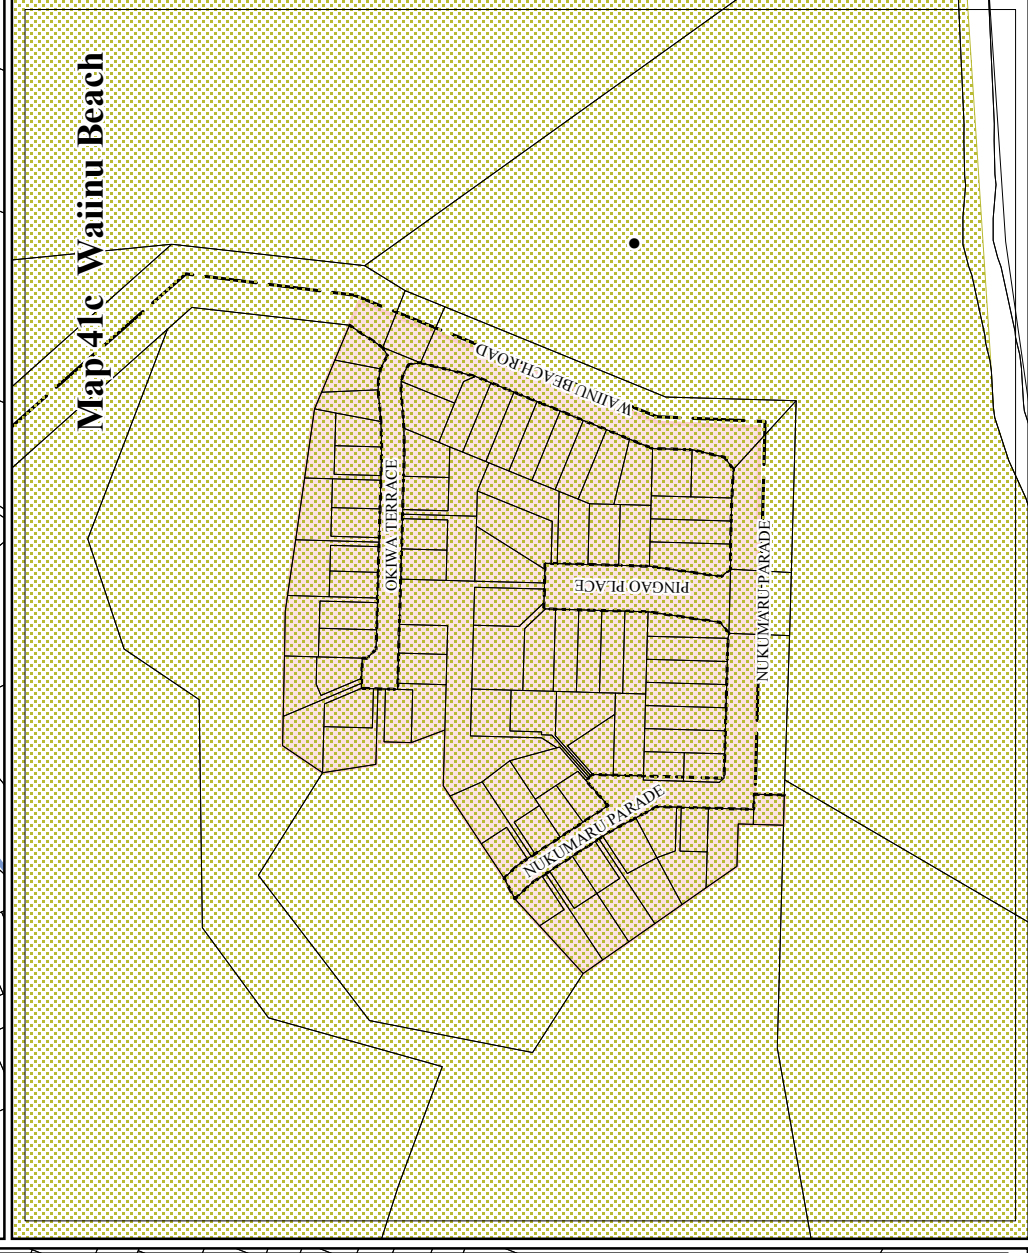 Map 41c Waiinu Beach
WAIINU BEACH ROAD
OKIWA TERRACE
PINGAO PLACE
NUKUMARU PARADE
NUKUMARU PARADE